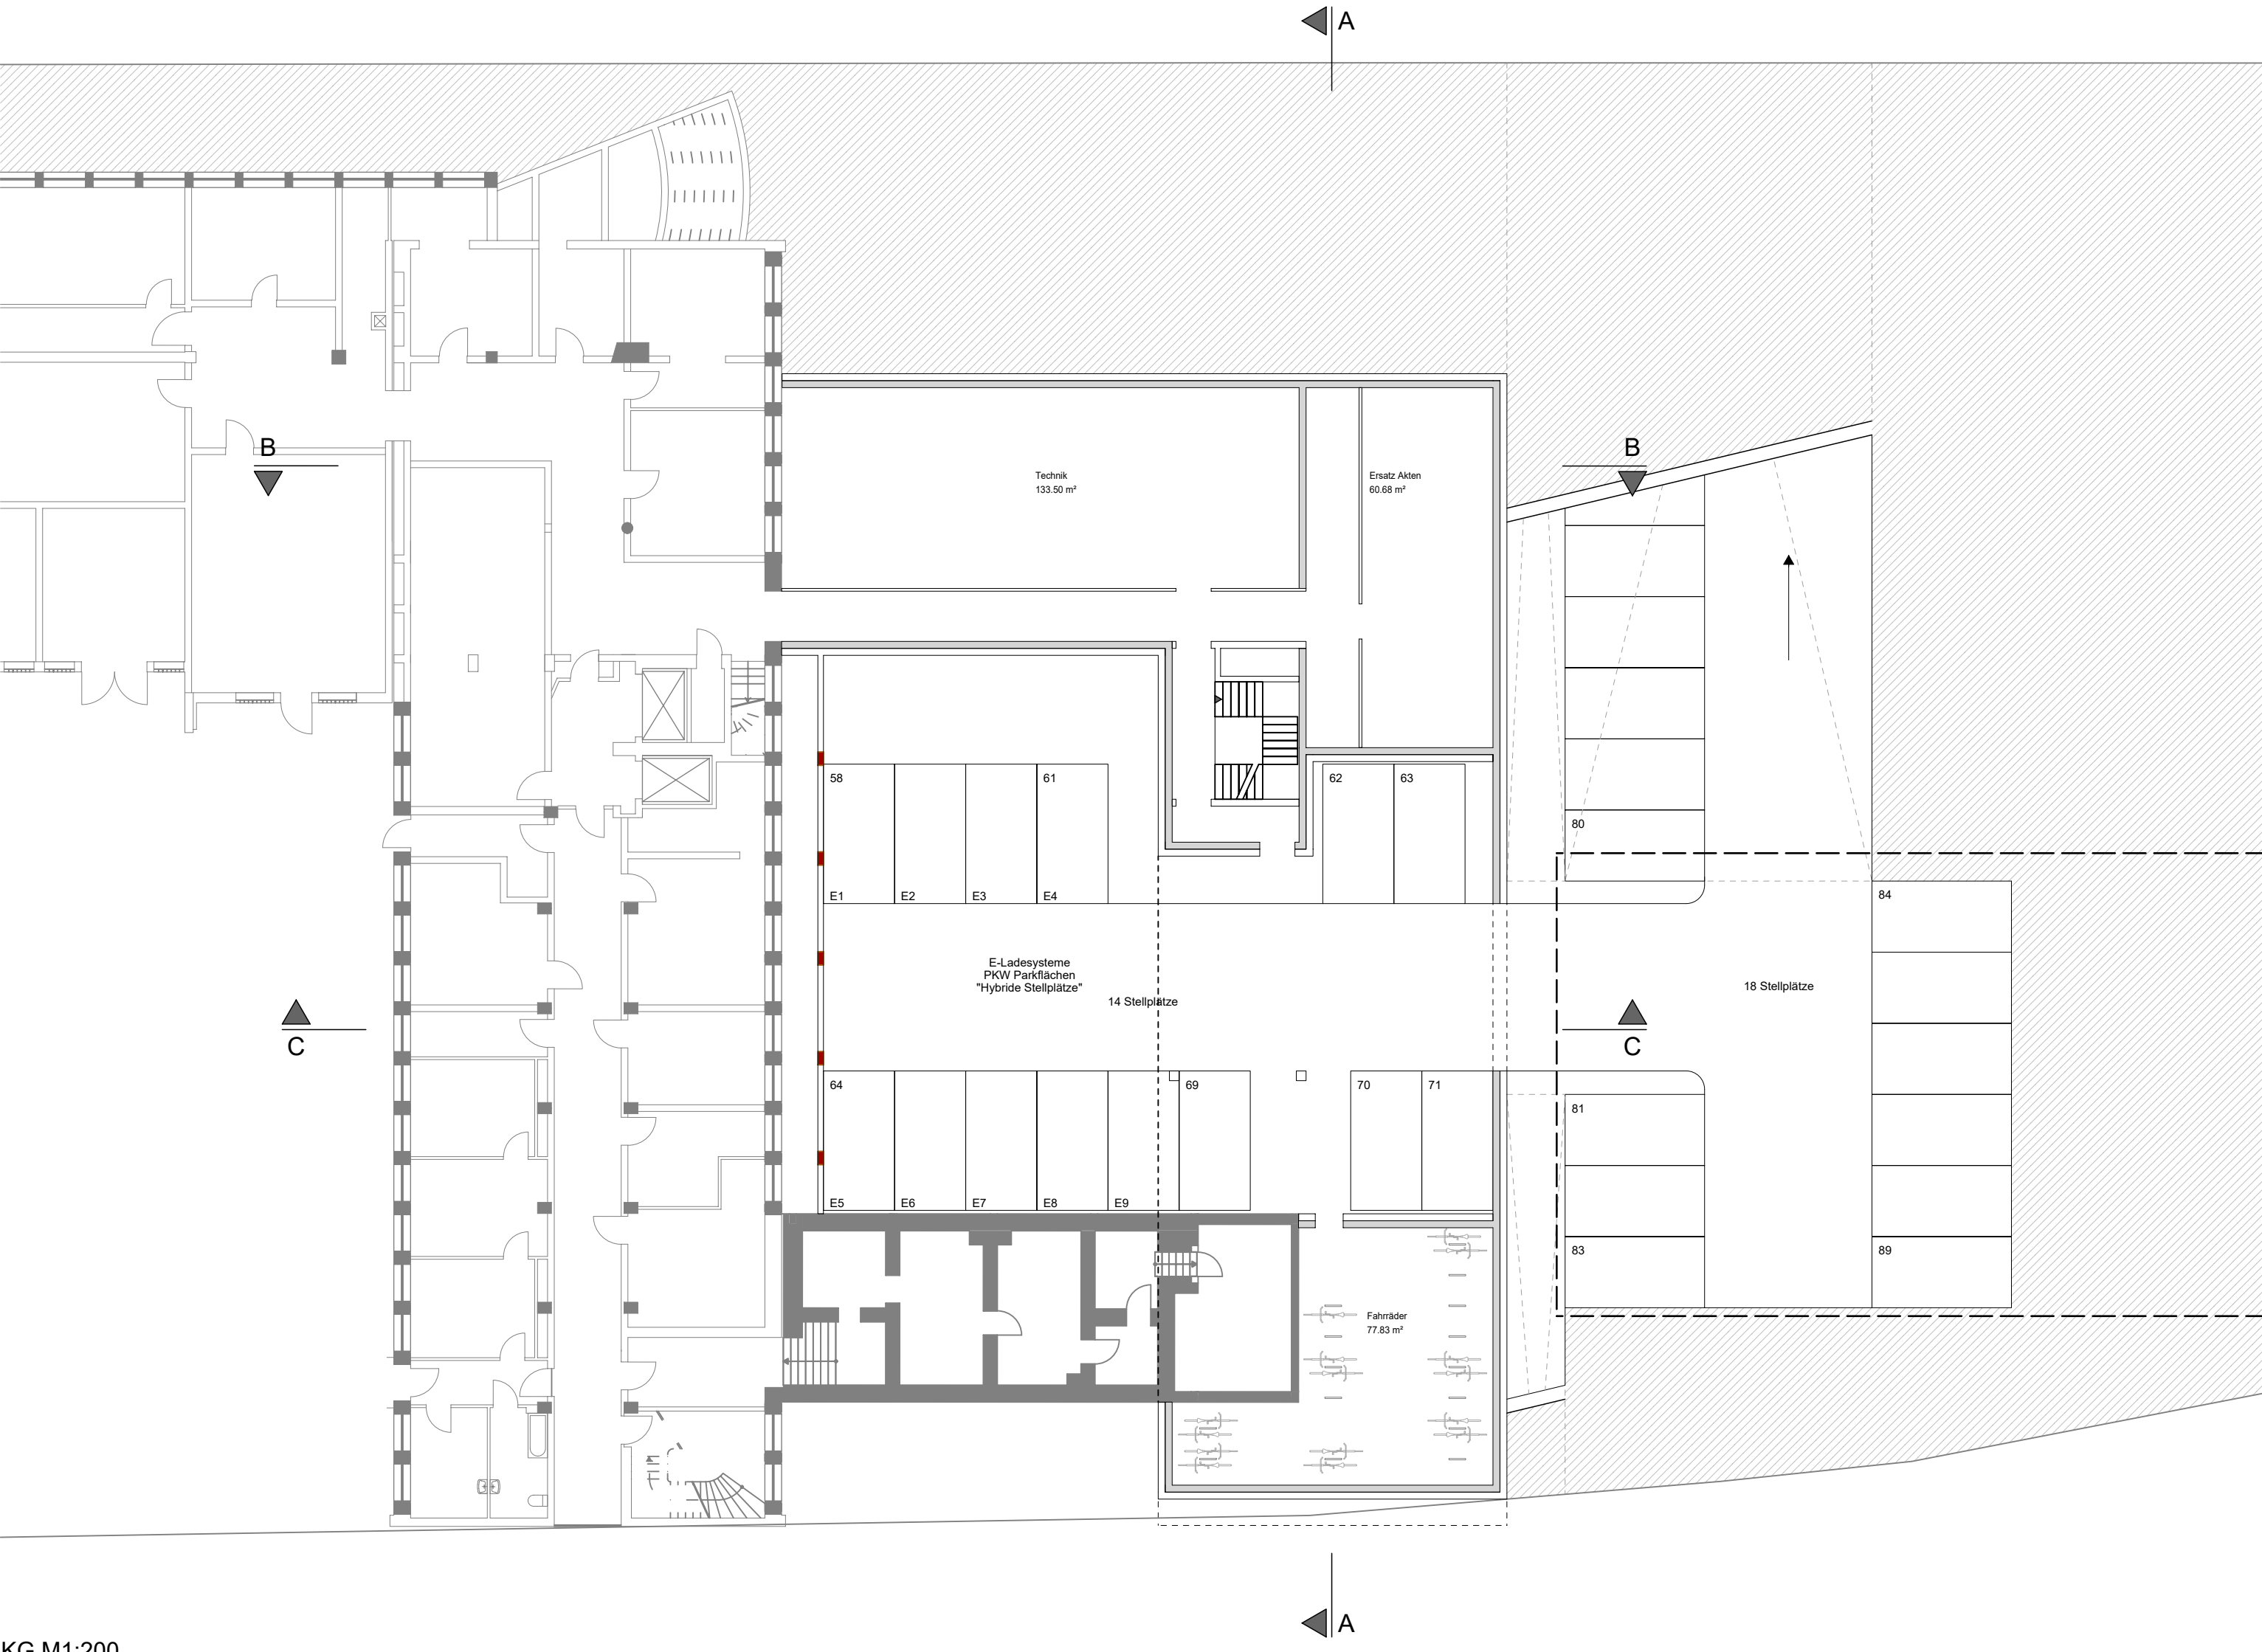 A
B
B
Technik
133.50 m²
Ersatz Akten
60.68 m²
58
61
62
63
80
E1
E2
E3
E4
84
E-Ladesysteme
PKW Parkflächen
"Hybride Stellplätze"
14 Stellplätze
18 Stellplätze
C
C
64
69
70
71
81
E5
E6
E7
E8
E9
83
89
Fahrräder
77.83 m²
A
KG M1:200